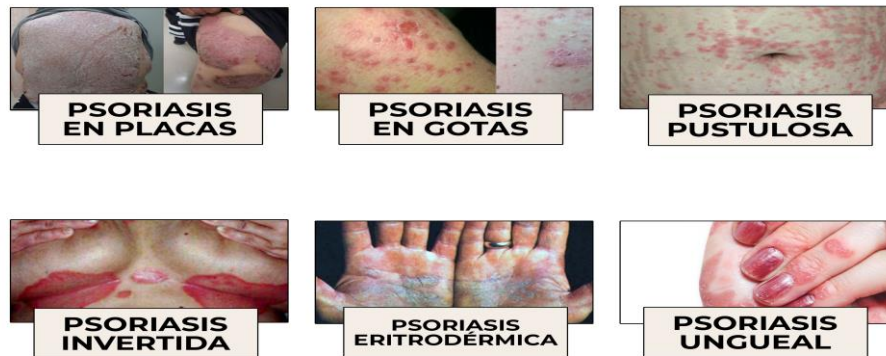 PSORIASIS
EN PLACAS
PSORIASIS
EN GOTAS
PSORIASIS
PUSTULOSA
PSORIASIS
INVERTIDA
PSORIASIS
ERITRODÉRMICA
PSORIASIS
UNGUEAL